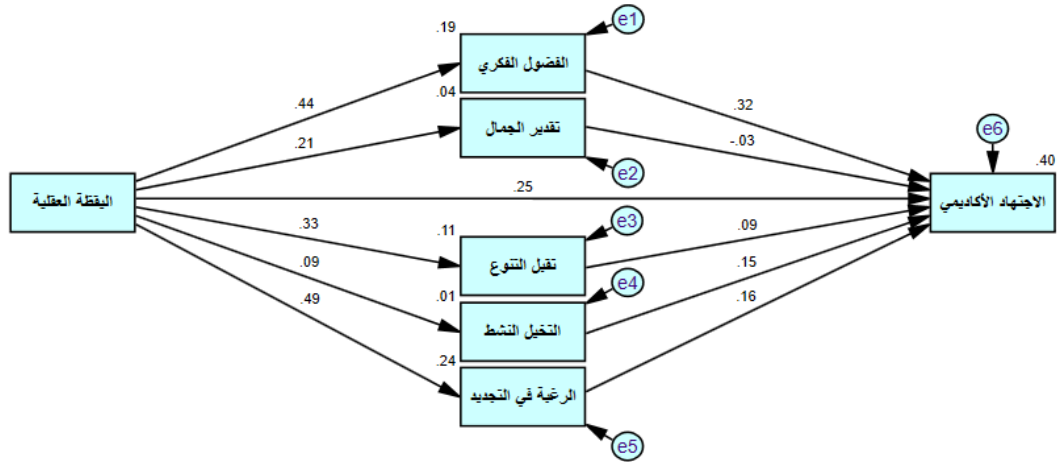 e1
.19
الفضول الفكري
.44
.04
.32
تقدير الجمال
.21
-.03
e6
e2
.40
.25
اليقظة العقلية
الاجتهاد الأكاديمي
e3
.33
.11
.09
تقبل التنوع
.09
e4
.15
.01
.49
.16
التخيل النشط
.24
الرغبة في التجديد
e5